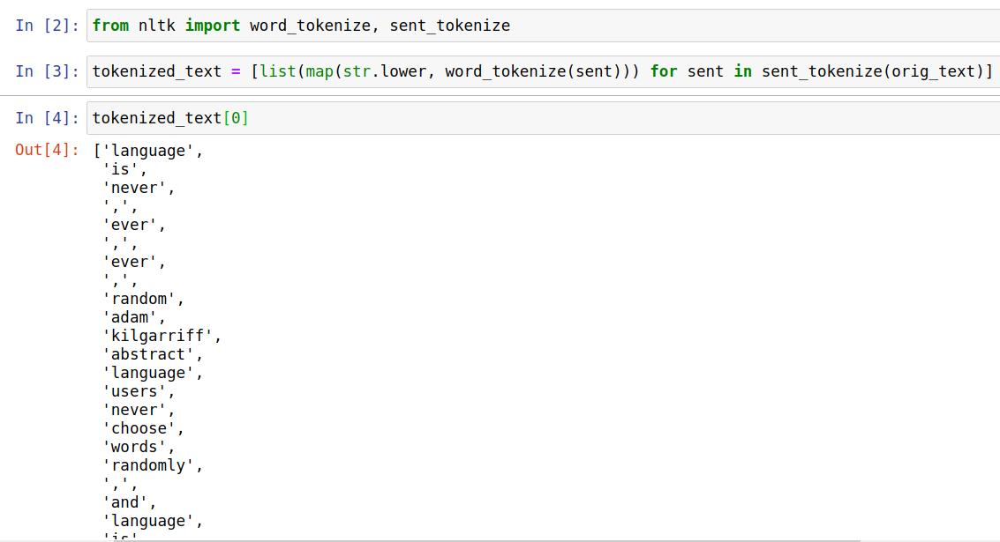 In [2]: from nltk import word_tokenize, sent_tokenize
In [3]: tokenized_text = [list(map(str.lower, word_tokenize(sent))) for sent in sent_tokenize(orig_text)]
In [4]: tokenized_text[0]
Out[4]: ['language',
'is',
'never',
',',
'ever',
',',
'ever',
',',
'random',
'adam',
'kilgarriff',
'abstract',
'language',
'users',
'never',
'choose',
'words',
'randomly',
',',
'and',
'language',
'is'